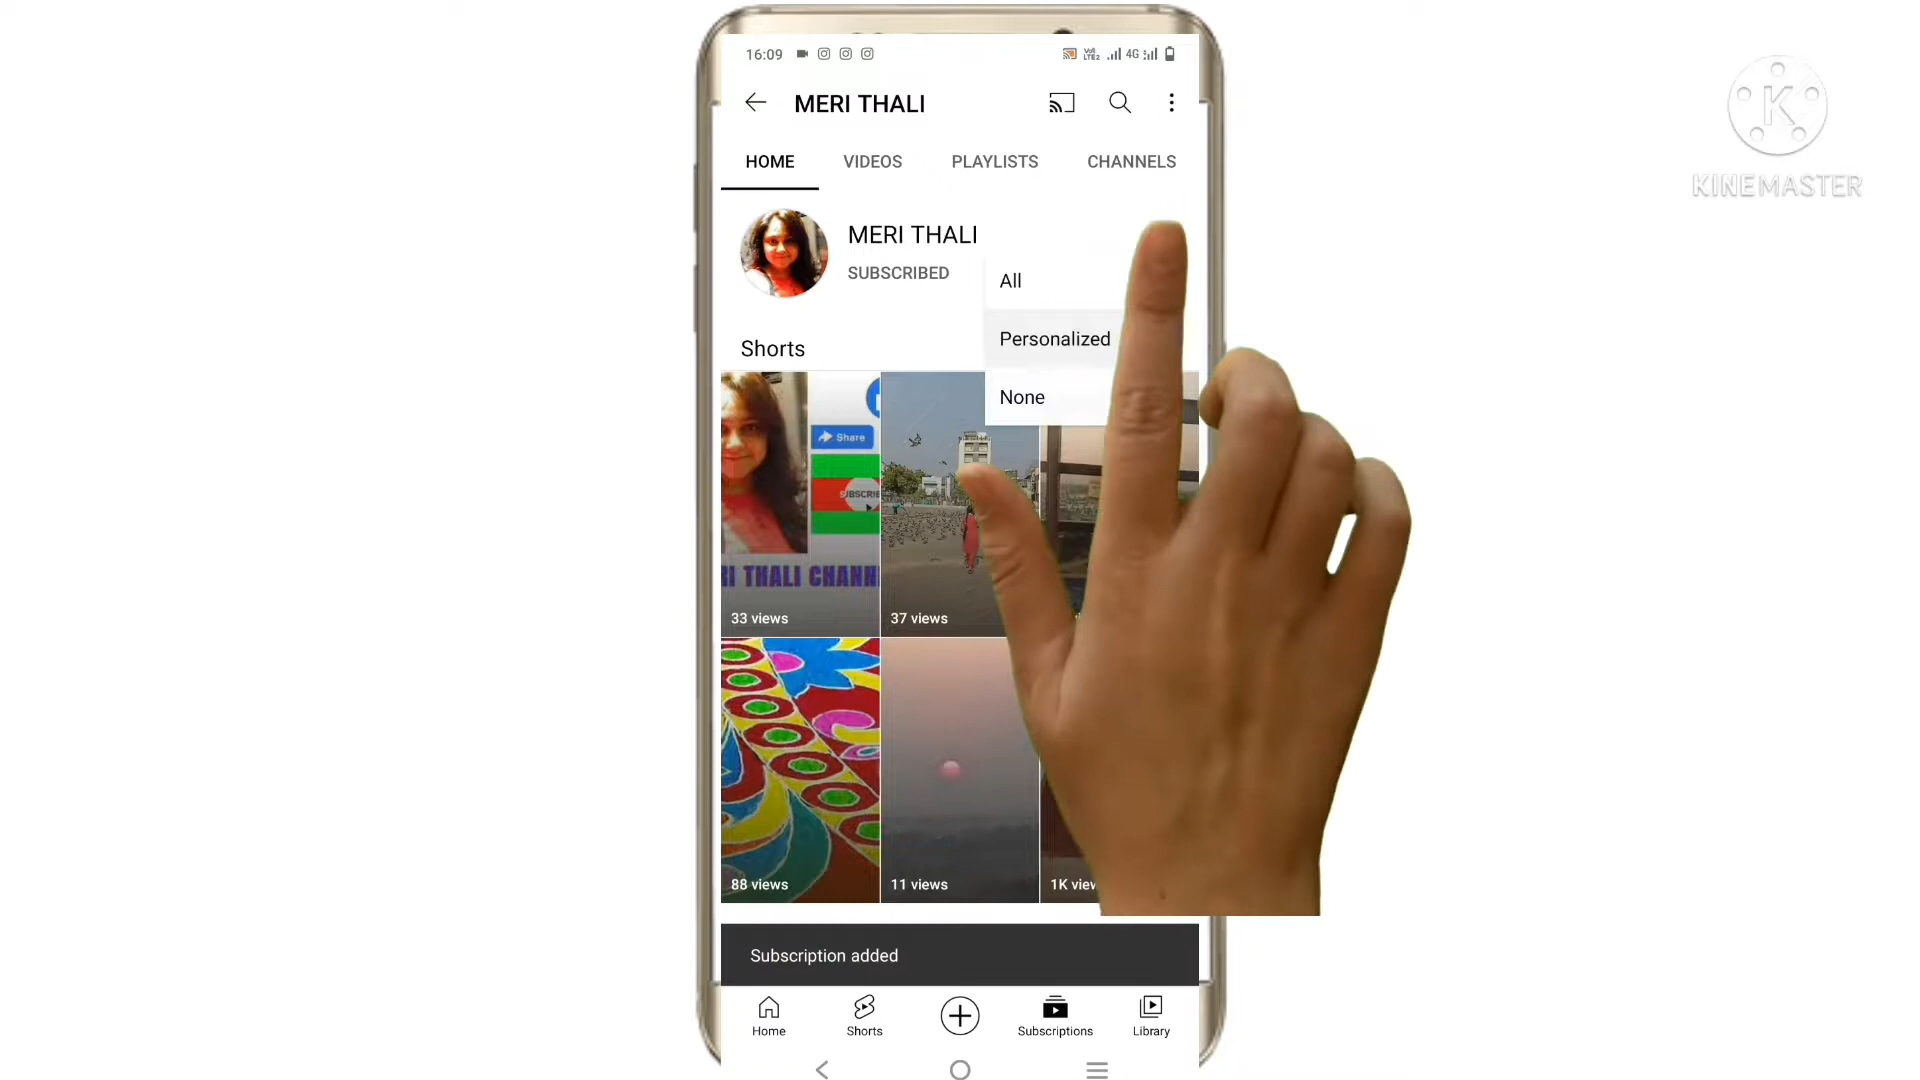 16:09
4G
MERI THALI
HOME VIDEOS PLAYLISTS CHANNELS
MERI THALI
SUBSCRIBED
All
Personalized
None
Shorts
Share
THALI
33 views
37 views
88 views
11 views
1K
Subscription added
Home Shorts Subscriptions Library
K
KINEMASTER